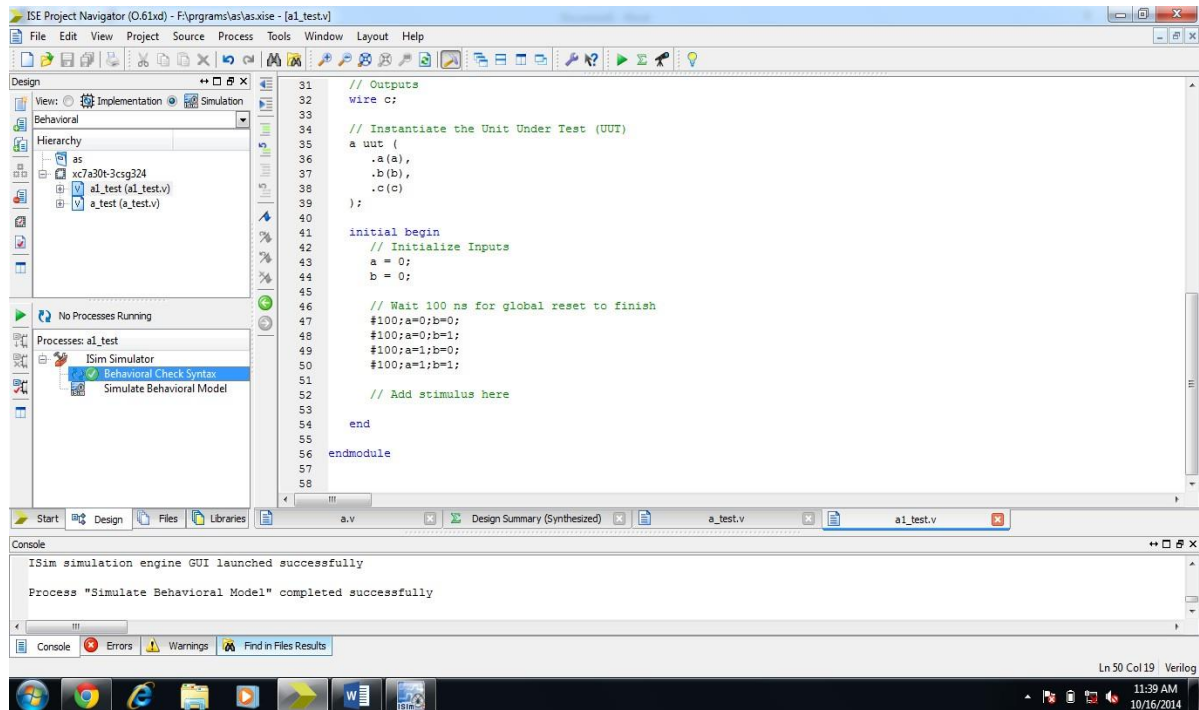 ISE Project Navigator (O.61xd) - F:\prgrams\as\as.xise - [a1_test.v]
File Edit View Project Source Process Tools Window Layout Help
Design
View: Implementation Simulation
Behavioral
Hierarchy
as
xc7a30t-3csg324
a1_test (a1_test.v)
a_test (a_test.v)
No Processes Running
Processes: a1_test
ISim Simulator
Behavioral Check Syntax
Simulate Behavioral Model
Start Design Files Libraries
31 // Outputs
32 wire c;
33
34 // Instantiate the Unit Under Test (UUT)
35 a uut (
36 .a(a),
37 .b(b),
38 .c(c)
39 );
40
41 initial begin
42 // Initialize Inputs
43 a = 0;
44 b = 0;
45
46 // Wait 100 ns for global reset to finish
47 #100;a=0;b=0;
48 #100;a=0;b=1;
49 #100;a=1;b=0;
50 #100;a=1;b=1;
51
52 // Add stimulus here
53
54 end
55
56 endmodule
57
58
a.v Design Summary (Synthesized) a_test.v a1_test.v
Console
ISim simulation engine GUI launched successfully
Process "Simulate Behavioral Model" completed successfully
Console Errors Warnings Find in Files Results
Ln 50 Col 19 Verilog
ISim
11:39 AM
10/16/2014